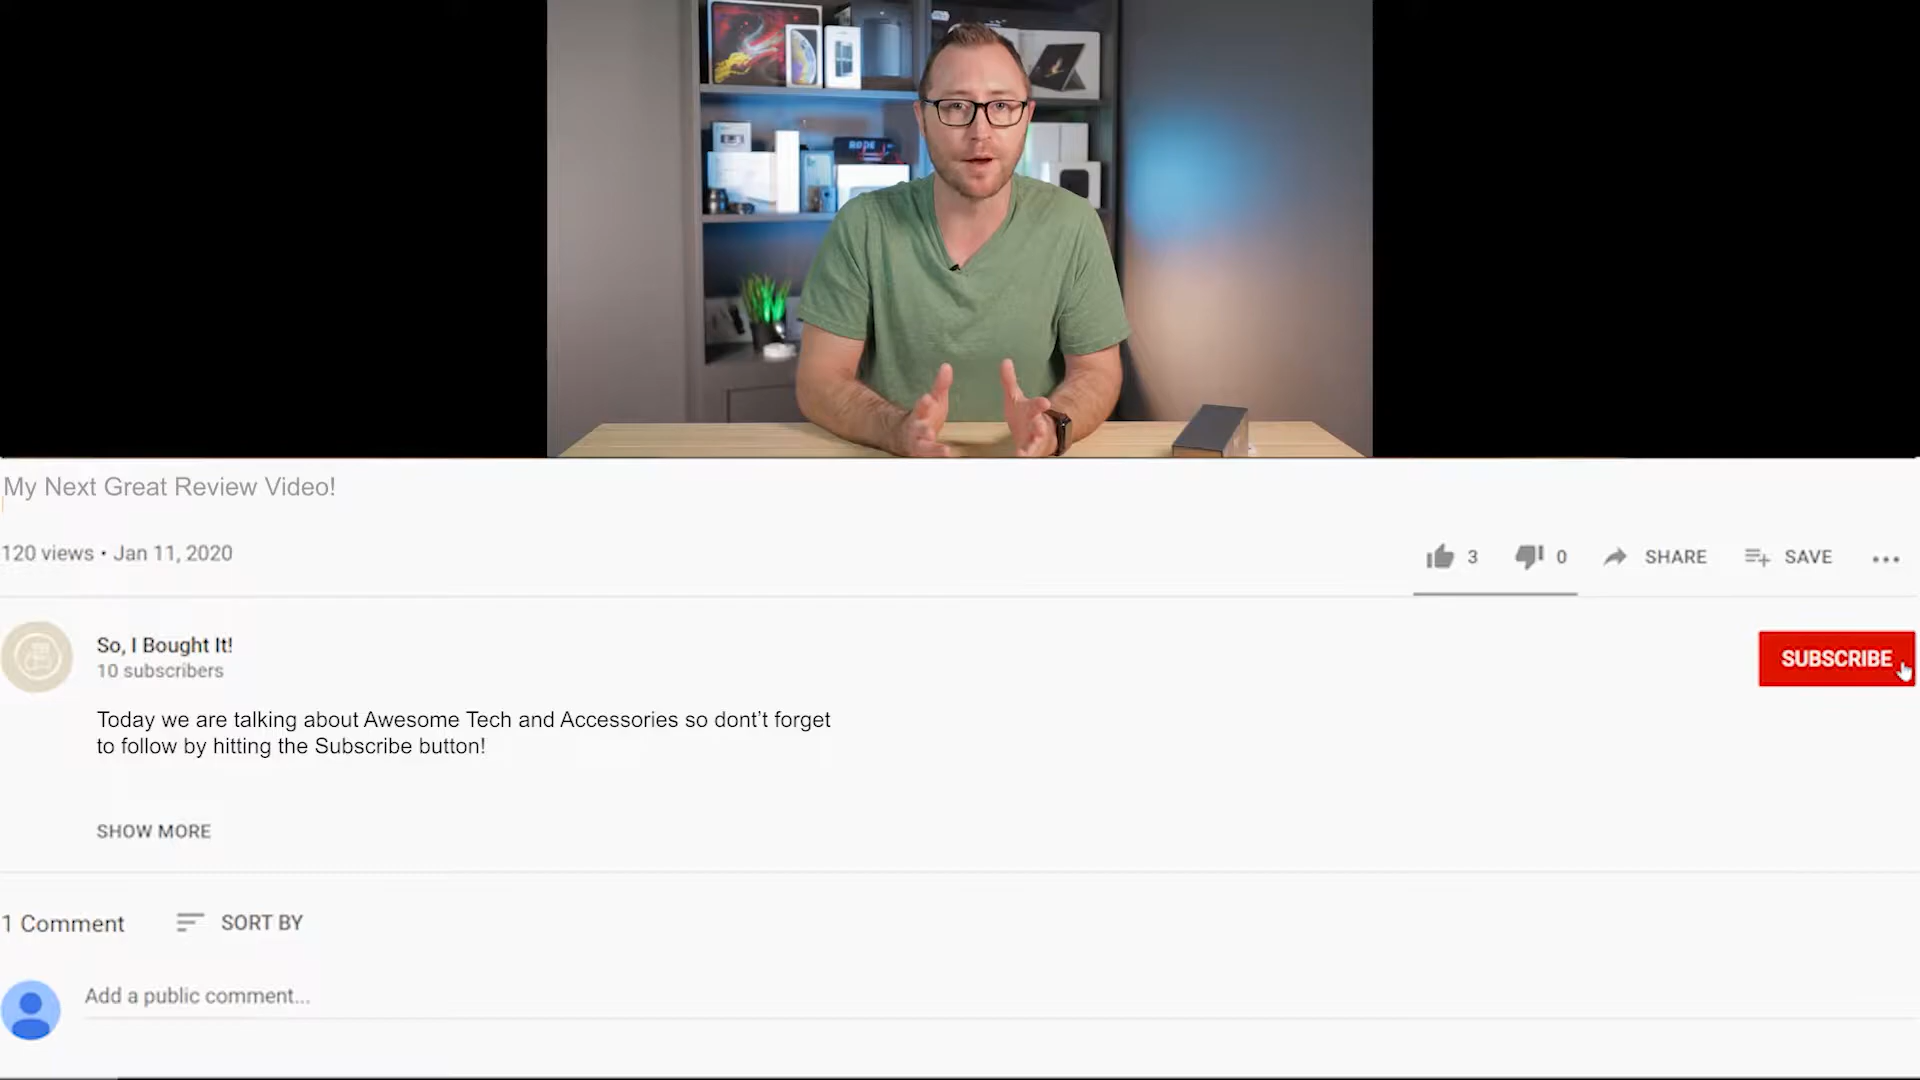 RØDE
My Next Great Review Video!
120 views • Jan 11, 2020
3
0
SHARE
SAVE
So, I Bought It!
10 subscribers
SUBSCRIBE
Today we are talking about Awesome Tech and Accessories so dont’t forget
to follow by hitting the Subscribe button!
SHOW MORE
1 Comment
SORT BY
Add a public comment...